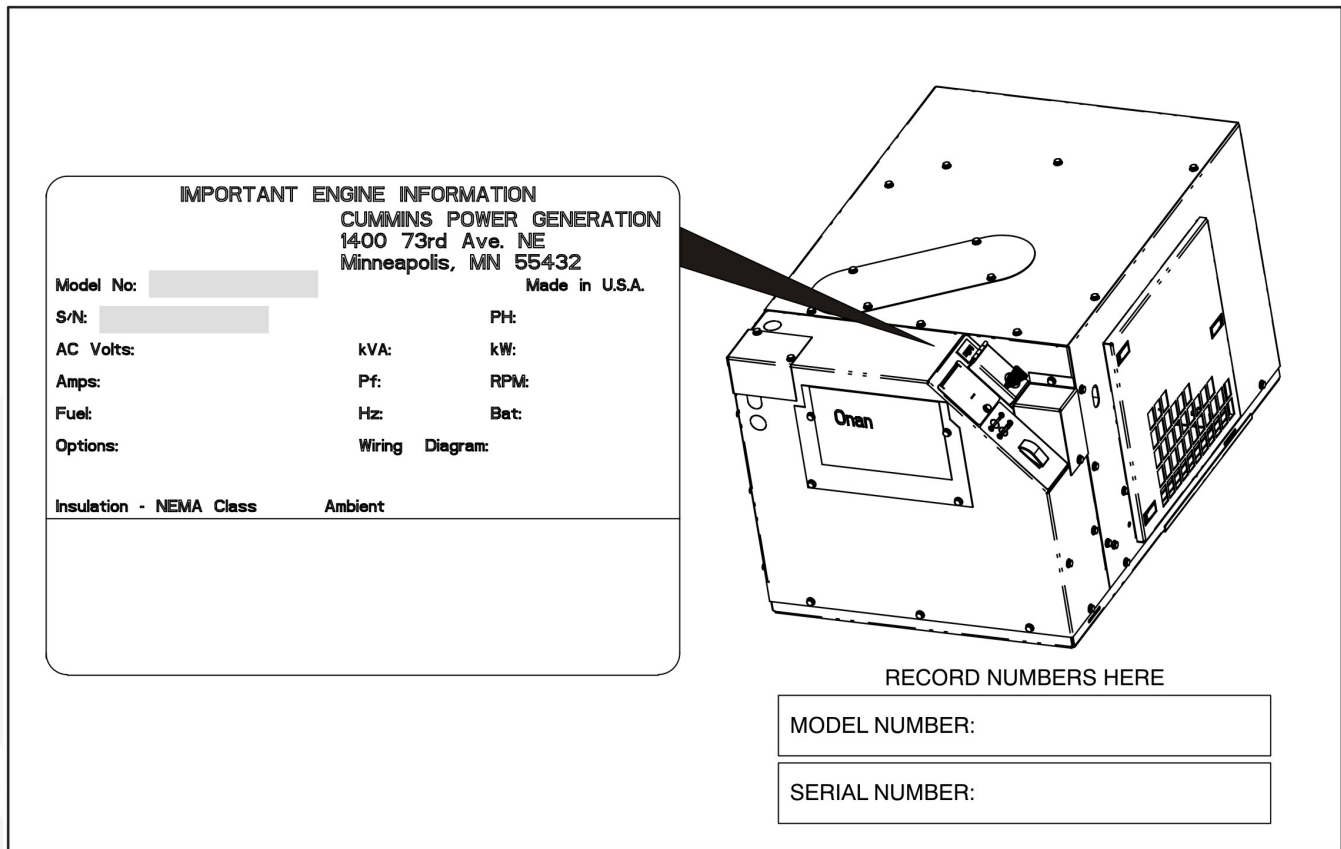 IMPORTANT ENGINE INFORMATION
CUMMINS POWER GENERATION
1400 73rd Ave. NE
Minneapolis, MN 55432
Model No: Made in U.S.A.
S/N: PH:
AC Volts: kVA: kW:
Amps: Pf: RPM:
Fuel: Hz: Bat:
Options: Wiring Diagram:
Insulation - NEMA Class Ambient
Onan
RECORD NUMBERS HERE
MODEL NUMBER:
SERIAL NUMBER: